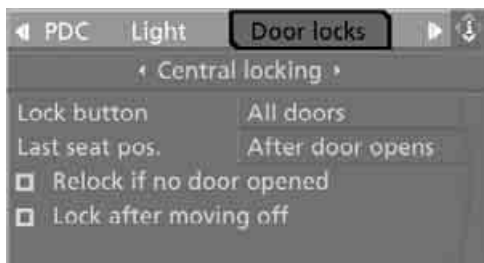 PDC Light Door locks
Central locking
Lock button All doors
Last seat pos. After door opens
Relock if no door opened
Lock after moving off